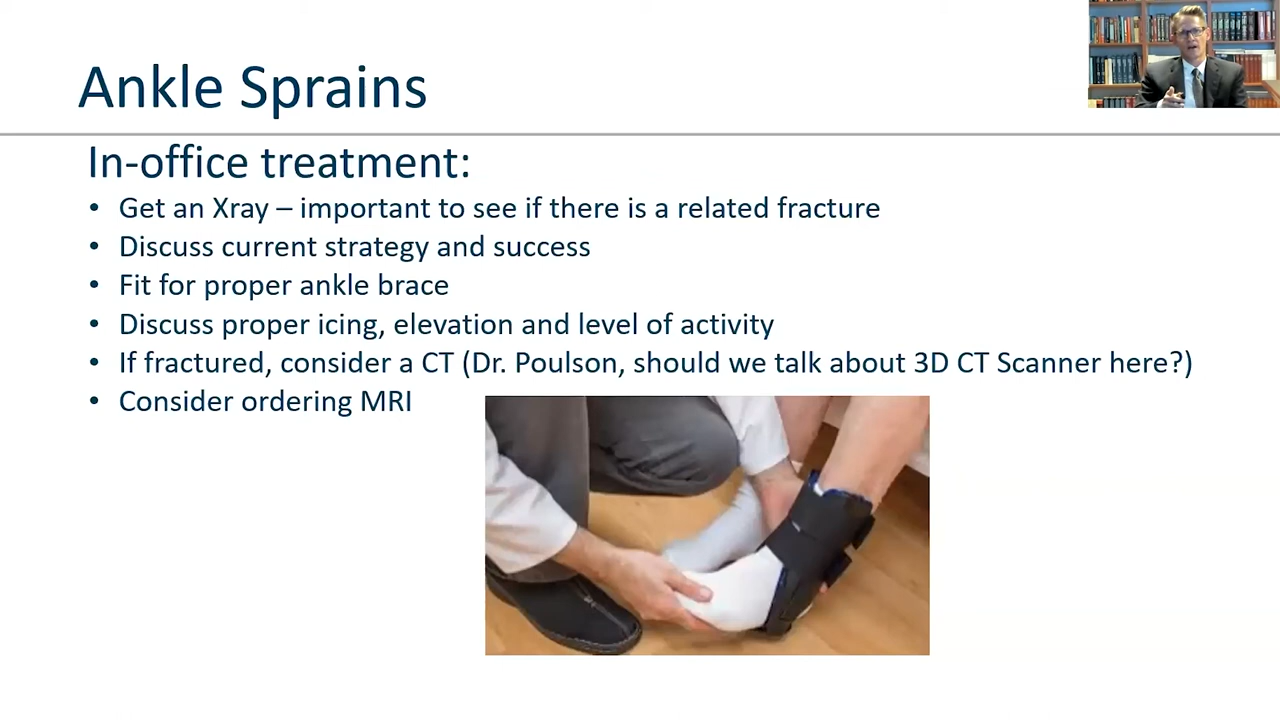 Ankle Sprains
In-office treatment:
• Get an Xray – important to see if there is a related fracture
• Discuss current strategy and success
• Fit for proper ankle brace
• Discuss proper icing, elevation and level of activity
• If fractured, consider a CT (Dr. Poulson, should we talk about 3D CT Scanner here?)
• Consider ordering MRI